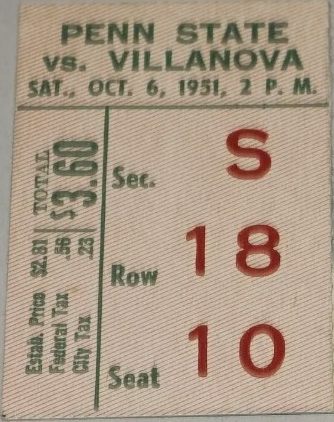 PENN STATE
vs. VILLANOVA
SAT., OCT. 6, 1951, 2 P. M.
Estab. Price $2.81
Federal Tax .56
City Tax .23
TOTAL
$3.60
Sec. S
Row 18
Seat 10